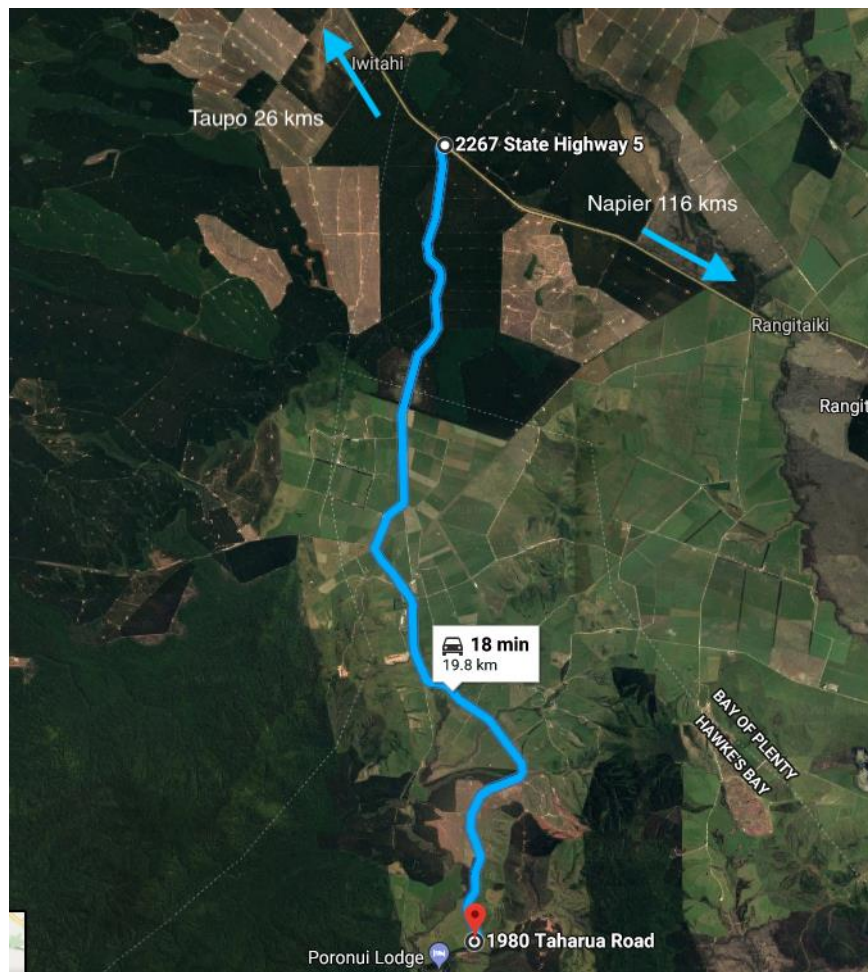 Iwitahi
Taupo 26 kms
2267 State Highway 5
Napier 116 kms
Rangitaiki
Rangit
18 min
19.8 km
BAY OF PLENTY
HAWKE'S BAY
1980 Taharua Road
Poronui Lodge